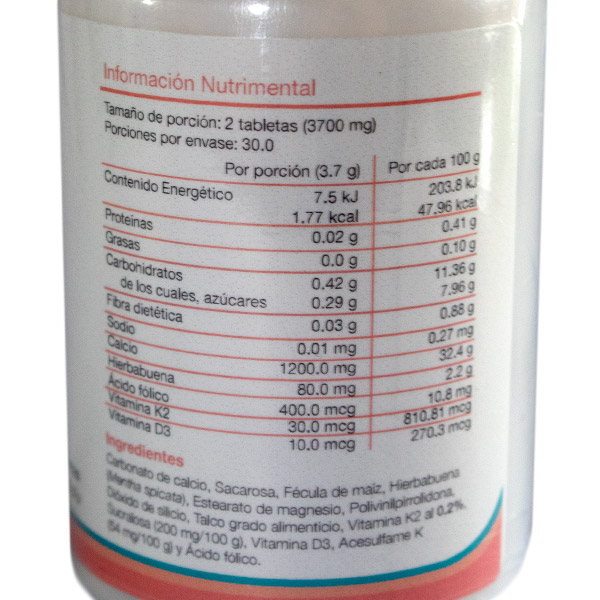 Información Nutrimental
Tamaño de porción: 2 tabletas (3700 mg)
Porciones por envase: 30.0
Por porción (3.7 g) Por cada 100 g
Contenido Energético 7.5 kJ 203.8 kJ
1.77 kcal 47.96 kcal
Proteínas 0.02 g 0.41 g
Grasas 0.0 g 0.10 g
Carbohidratos 0.42 g 11.36 g
de los cuales, azúcares 0.29 g 7.96 g
Fibra dietética 0.03 g 0.88 g
Sodio 0.01 mg 0.27 mg
Calcio 1200.0 mg 32.4 g
Hierbabuena 80.0 mg 2.2 g
Ácido fólico 400.0 mcg 10.8 mg
Vitamina K2 30.0 mcg 810.81 mcg
Vitamina D3 10.0 mcg 270.3 mcg
Ingredientes
Carbonato de calcio, Sacarosa, Fécula de maíz, Hierbabuena
(Mentha spicata), Estearato de magnesio, Polivinilpirrolidona,
Dióxido de silicio, Talco grado alimenticio, Vitamina K2 al 0.2%,
Sucralosa (200 mg/100 g), Vitamina D3, Acesulfame K
(54 mg/100 g) y Ácido fólico.